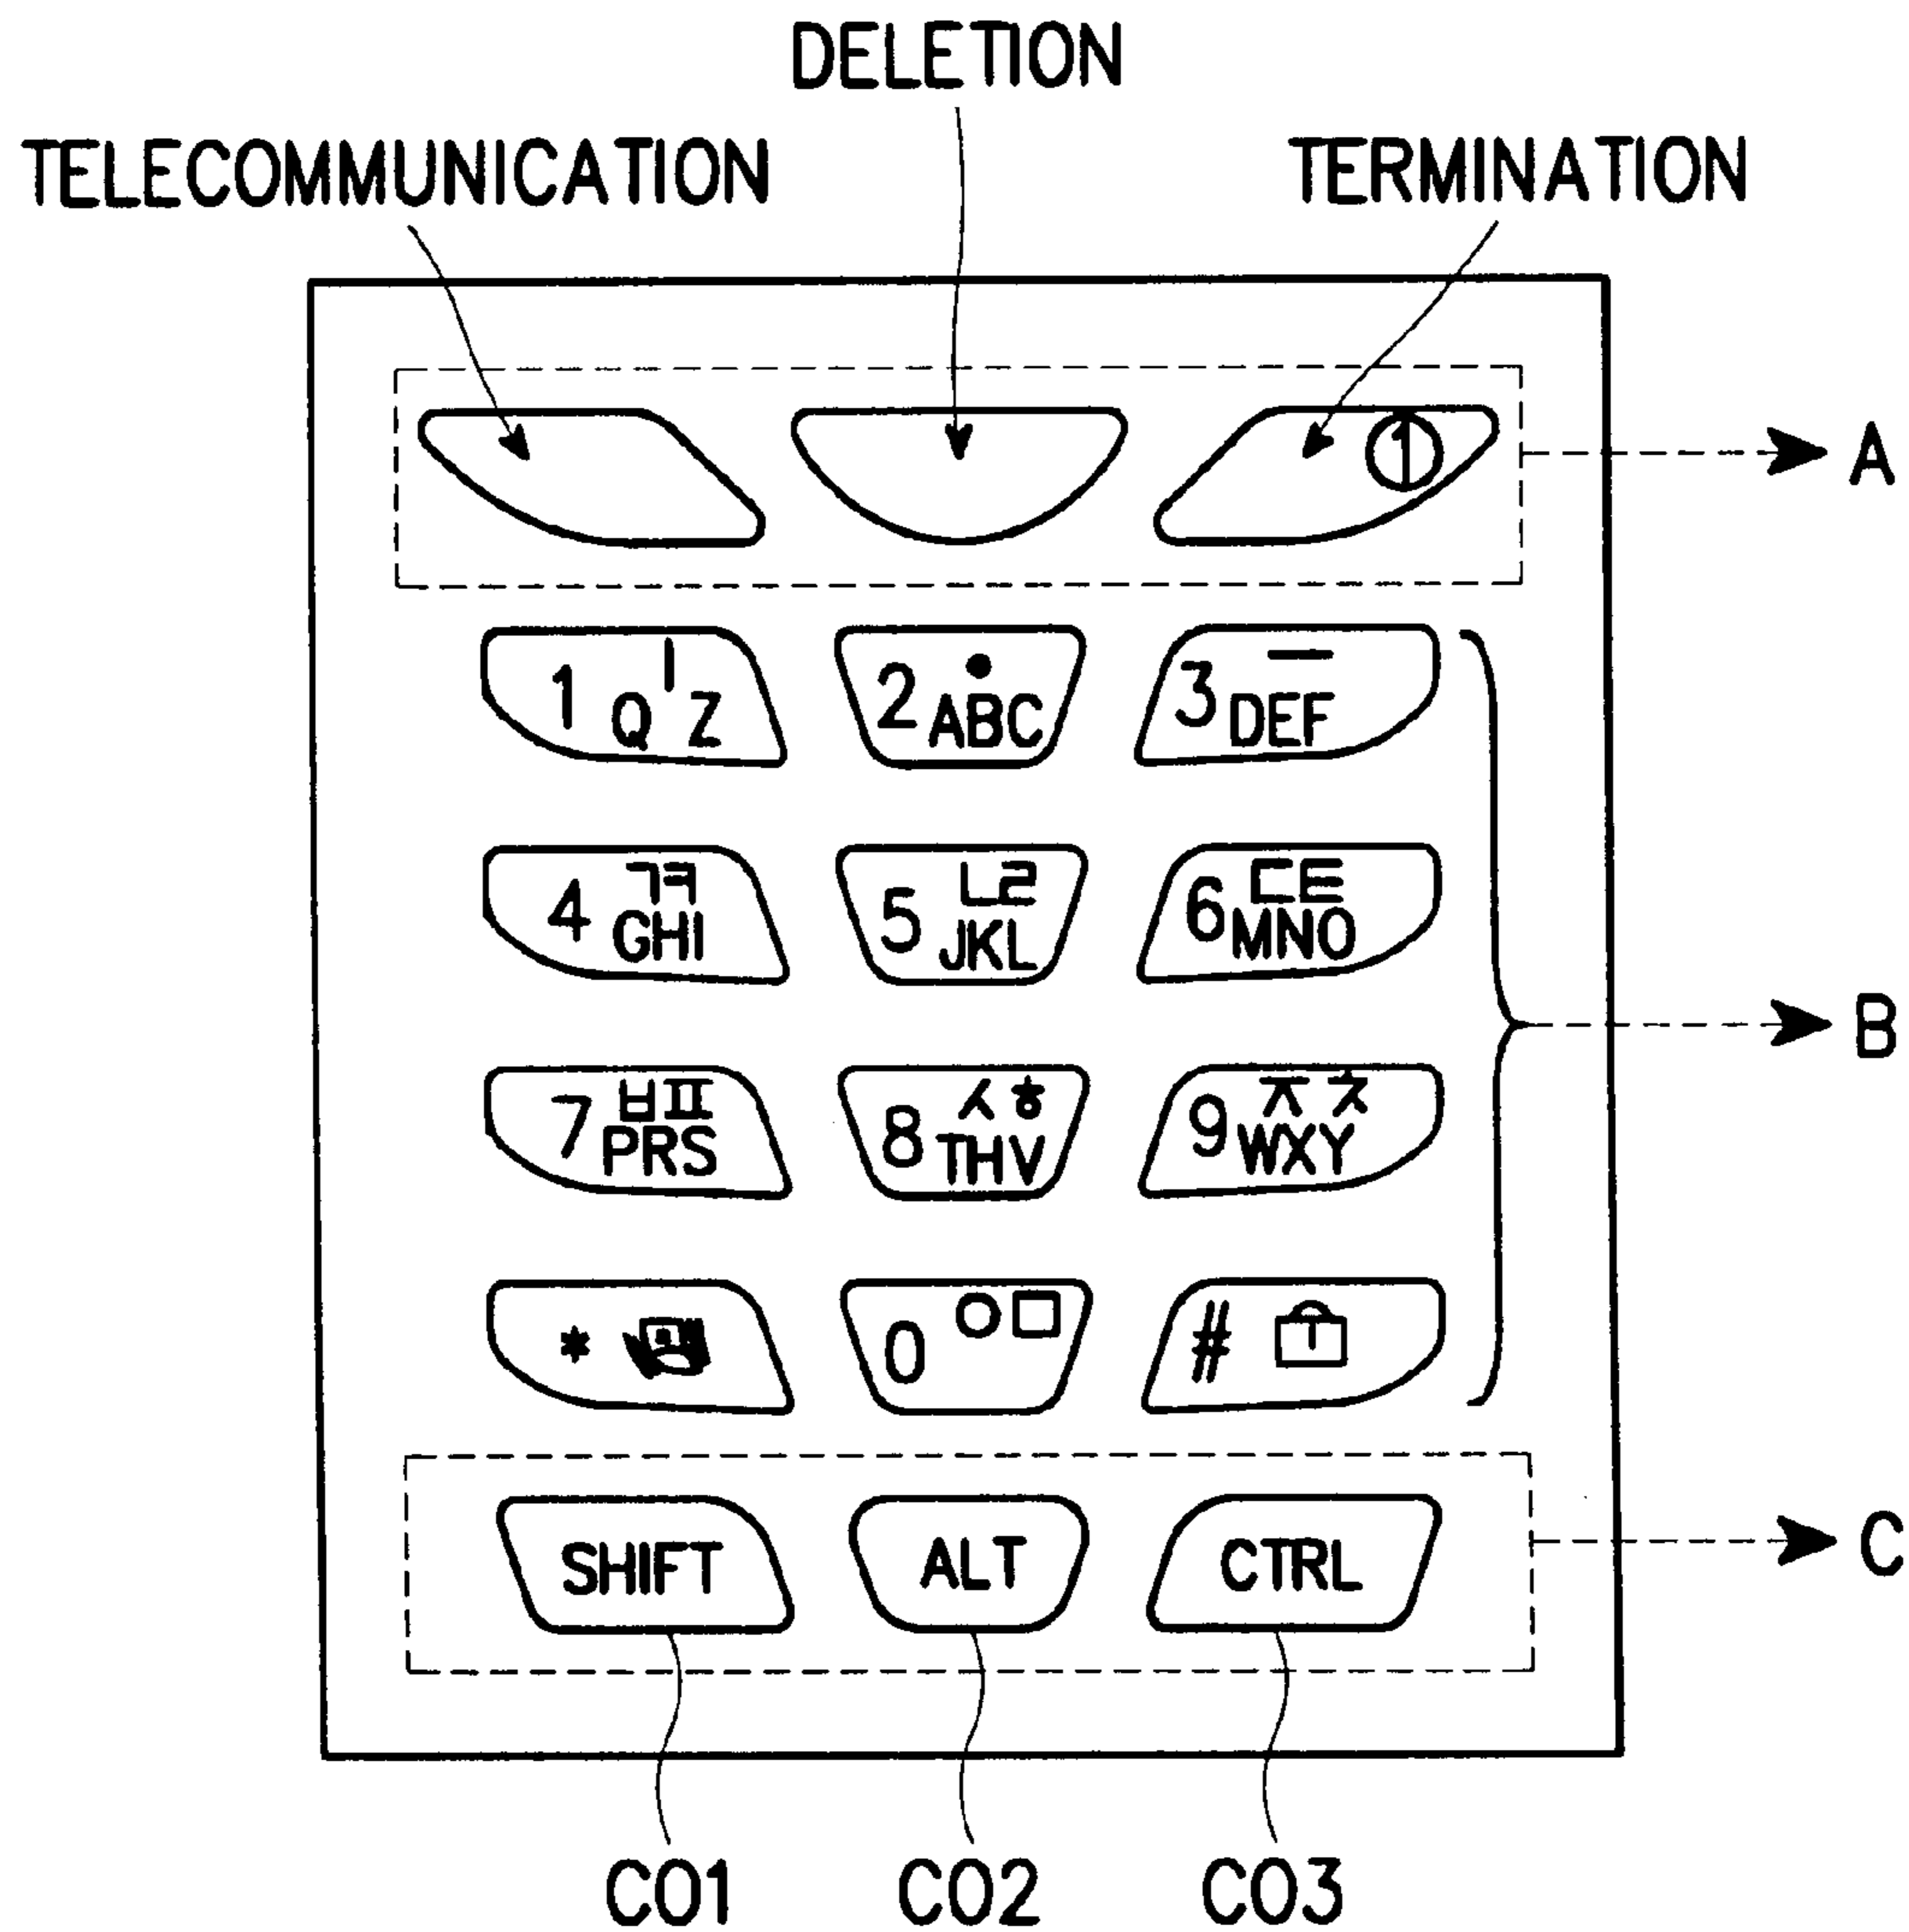 DELETION
TELECOMMUNICATION
TERMINATION
1
A
1 ㅣ
Q Z
2 •
ABC
3 ㅡ
DEF
4 ㄱㅋ
GHI
5 ㄴㄹ
JKL
6 ㄷㅌ
MNO
B
7 ㅂㅍ
PRS
8 ㅅㅎ
THV
9 ㅈㅊ
WXY
*
0 ㅇㅁ
#
SHIFT
ALT
CTRL
C
C01
C02
C03